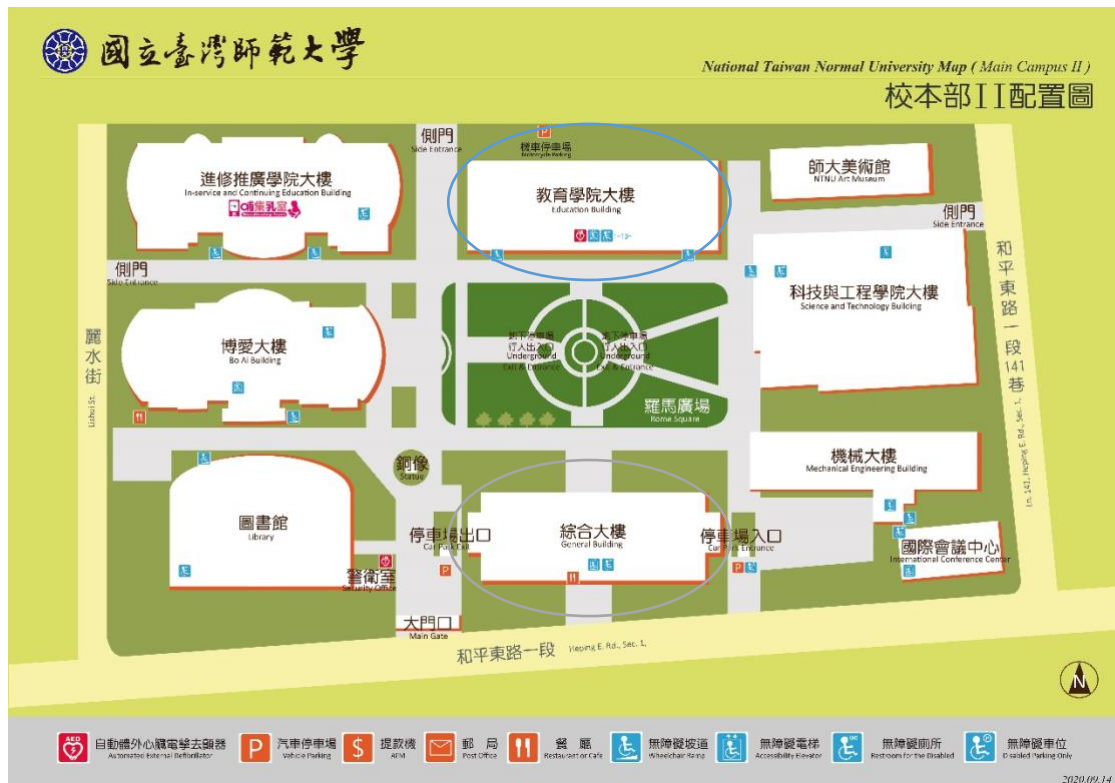 國立臺灣師範大學
National Taiwan Normal University Map ( Main Campus II )
校本部II配置圖
側門
Side Entrance
P
機車停車場
進修推廣學院大樓
In-service and Continuing Education Building
哺集乳室
教育學院大樓
Education Building
師大美術館
NTNU Art Museum
側門
Side Entrance
側門
Side Entrance
科技與工程學院大樓
Science and Technology Building
和平東路一段141巷
Ln. 141, Heping E. Rd., Sec. 1,
麗水街
Lishui St.
博愛大樓
Bo Ai Building
地下停車場
行人出入口
Underground
Exit & Entrance
地下停車場
行人出入口
Underground
Exit & Entrance
羅馬廣場
Rome Square
銅像
Statue
機械大樓
Mechanical Engineering Building
圖書館
Library
停車場出口
Car Park Exit
綜合大樓
General Building
停車場入口
Car Park Entrance
國際會議中心
International Conference Center
警衛室
Security Office
P
P
大門口
Main Gate
和平東路一段 Heping E. Rd., Sec. 1,
N
AED
自動體外心臟電擊去顫器
Automated External Defibrillator
P
汽車停車場
Vehicle Parking
$
提款機
ATM
郵局
Post Office
餐廳
Restaurant or Cafe
無障礙坡道
Wheelchair Ramp
無障礙電梯
Accessibility Elevator
無障礙廁所
Restroom for the Disabled
無障礙車位
Disabled Parking Only
2020.09.14